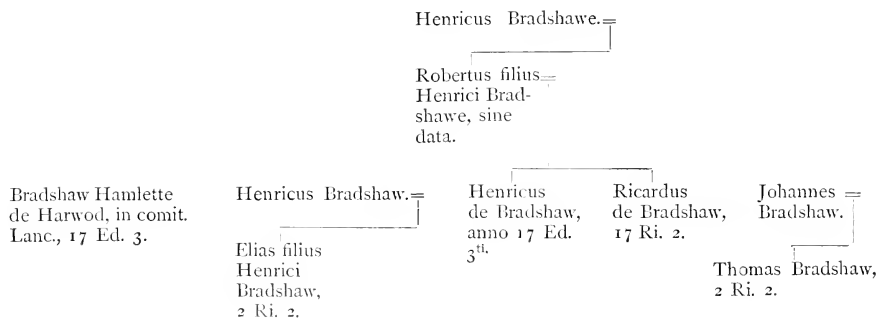 Henricus Bradshawe.=
Robertus filius=
Henrici Brad-
shawe, sine
data.
Bradshaw Hamlette
de Harwod, in comit.
Lanc., 17 Ed. 3.
Henricus Bradshaw.=
Elias filius
Henrici
Bradshaw,
2 Ri. 2.
Henricus
de Bradshaw,
anno 17 Ed.
3ti.
Ricardus
de Bradshaw,
17 Ri. 2.
Johannes =
Bradshaw.
Thomas Bradshaw,
2 Ri. 2.